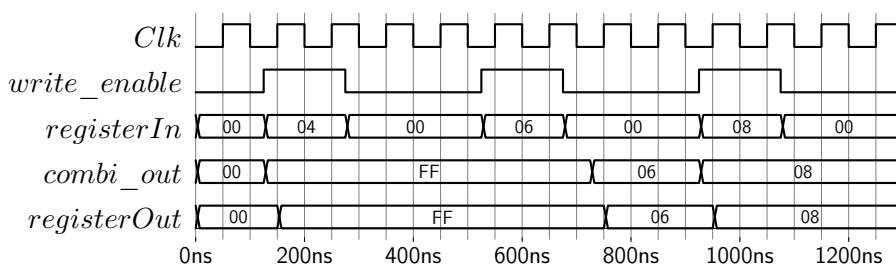 Clk
write_enable
registerIn 00 04 00 06 00 08 00
combi_out 00 FF 06 08
registerOut 00 FF 06 08
0ns 200ns 400ns 600ns 800ns 1000ns 1200ns